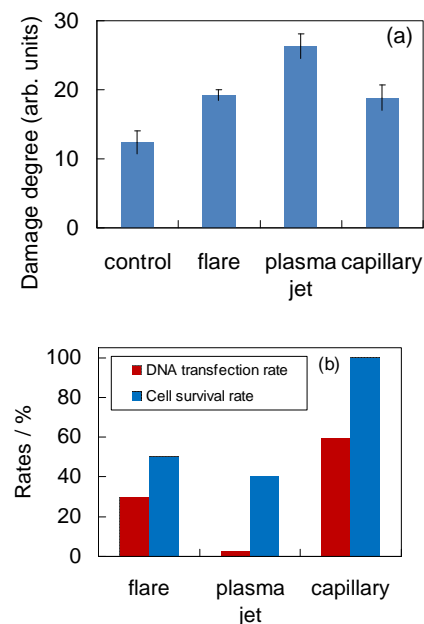 (a)
Damage degree (arb. units)
30
20
10
0
control flare plasma capillary
jet
(b)
DNA transfection rate
Cell survival rate
Rates / %
100
80
60
40
20
0
flare plasma capillary
jet